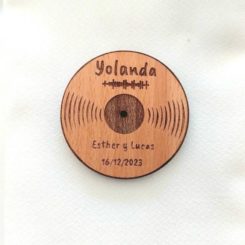 Yolanda
Esther y Lucas
16/12/2023